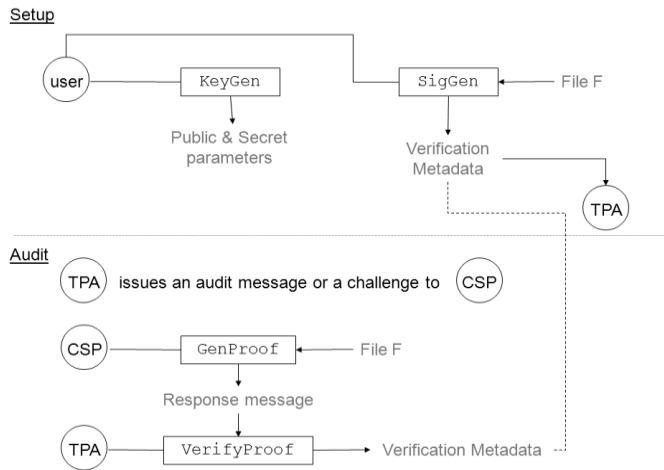 Setup
user
KeyGen
SigGen
File F
Public & Secret
parameters
Verification
Metadata
TPA
Audit
TPA issues an audit message or a challenge to CSP
CSP
GenProof
File F
Response message
TPA
VerifyProof
Verification Metadata